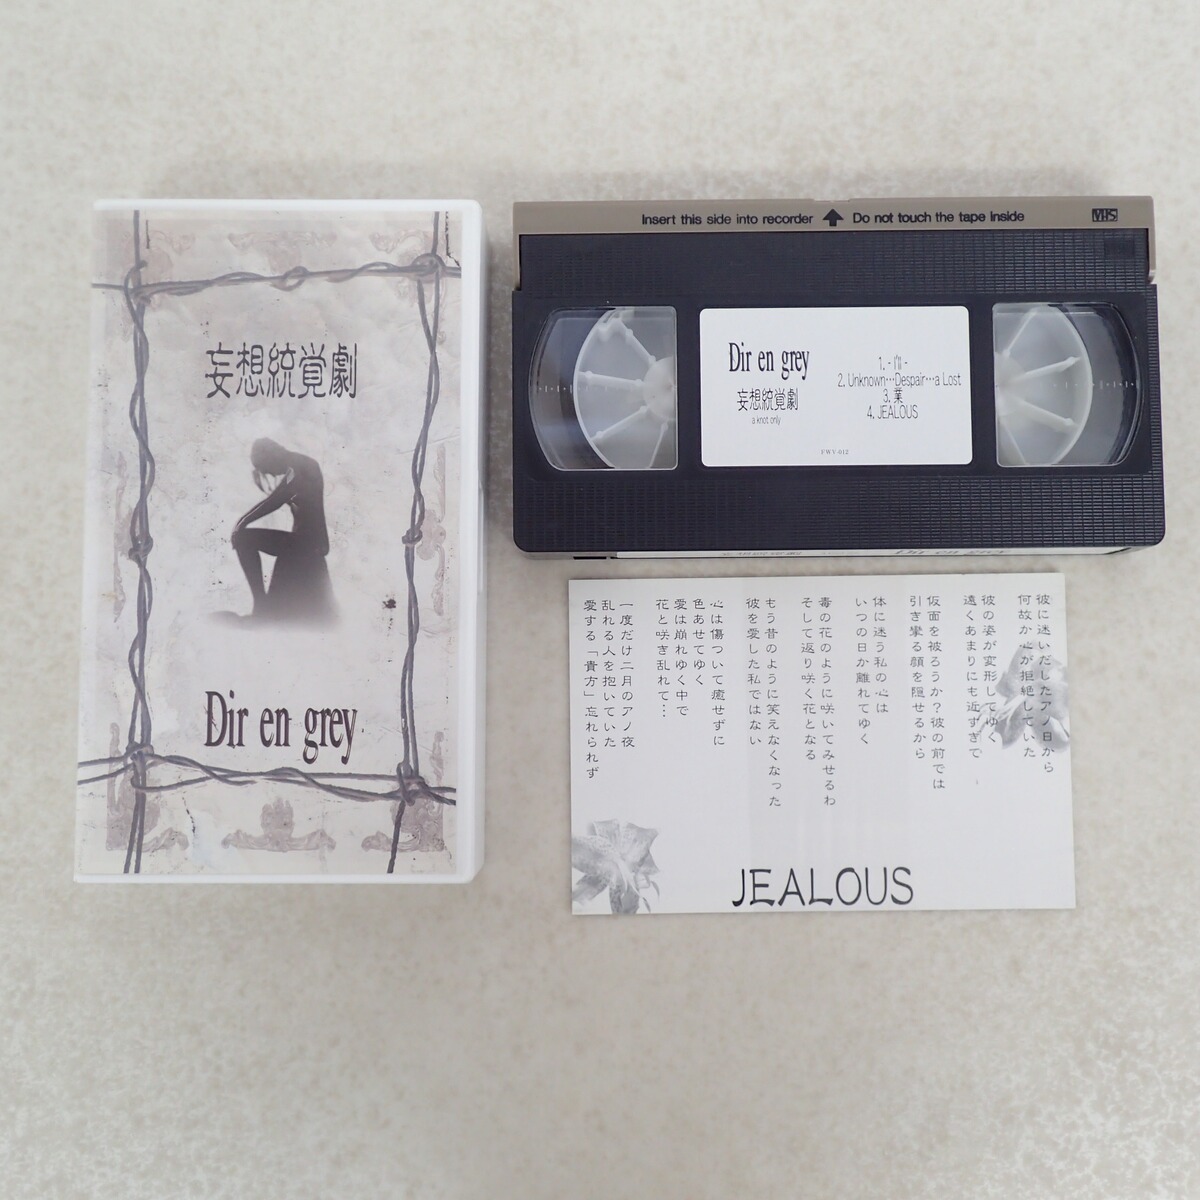 妄想統覚劇
Dir en grey
Insert this side into recorder Do not touch the tape inside
VHS
Dir en grey
妄想統覚劇
a knot only
1. - I'll -
2. Unknown…Despair…a Lost
3. 業
4. JEALOUS
FWV-012
妄想統覚劇 Dir en grey
彼に迷いだしたアノ日から
何故か心が拒絶していた
彼の姿が変形してゆく
遠くあまりにも近すぎて
仮面を被ろうか？彼の前では
引き攣る顔を隠せるから
体に迷う私の心は
いつの日か離れてゆく
毒の花のように咲いてみせるわ
そして返り咲く花となる
もう昔のように笑えなくなった
彼を愛した私ではない
心は傷ついて癒せずに
色あせてゆく
愛は崩れゆく中で
花と咲き乱れて…
一度だけ二月のアノ夜
乱れる人を抱いていた
愛する「貴方」忘れられず
JEALOUS